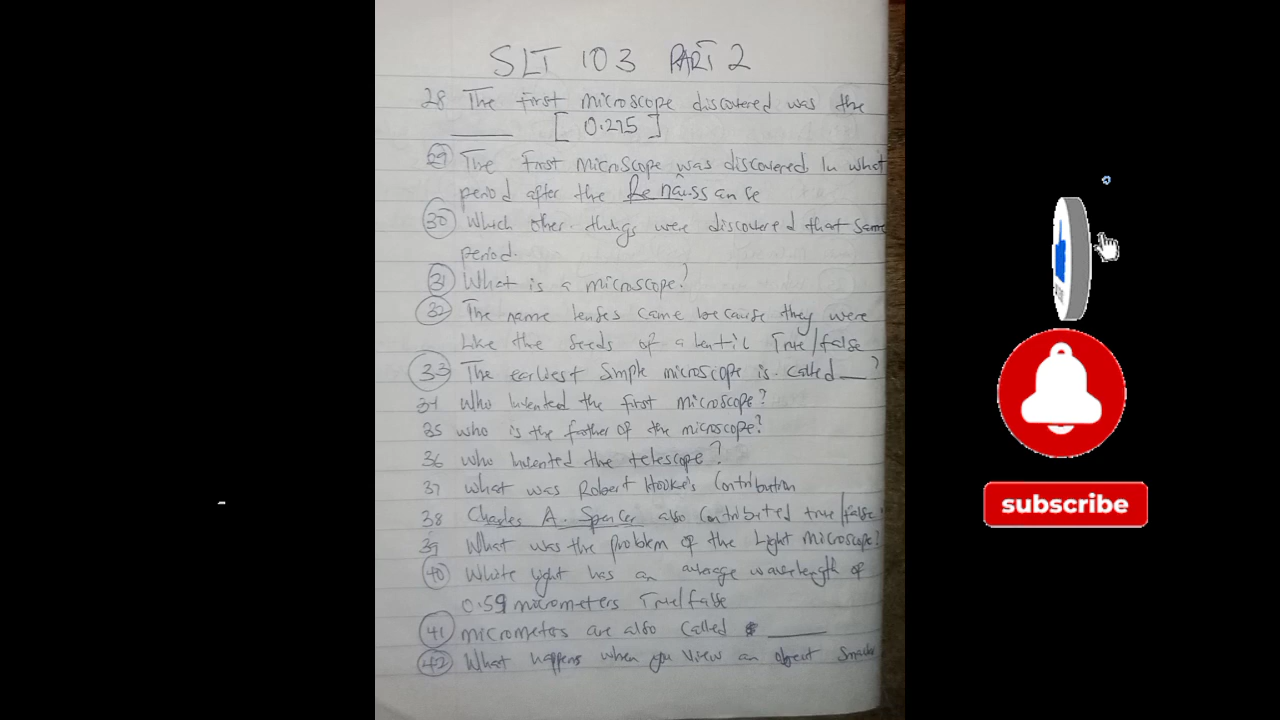 SLT 103 PART 2
28 The first microscope discovered was the
______ [ 0.275 ]
29 The first microscope was discovered in what
period after the Renaissanse
30 Which other things were discovered that same
period.
31 What is a microscope?
32 The name lenses came because they were
like the seeds of a lentil True/false
33 The earliest simple microscope is called ___?
34 Who invented the first microscope?
35 who is the father of the microscope?
36 who invented the telescope?
37 what was Robert Hooke's Contribution
38 Charles A. Spencer also contributed true/false
39 What was the problem of the Light microscope?
40 White light has an average wavelength of
0.59 micrometers True/false
41 micrometers are also called ______
42 What happens when you view an object smaller
subscribe